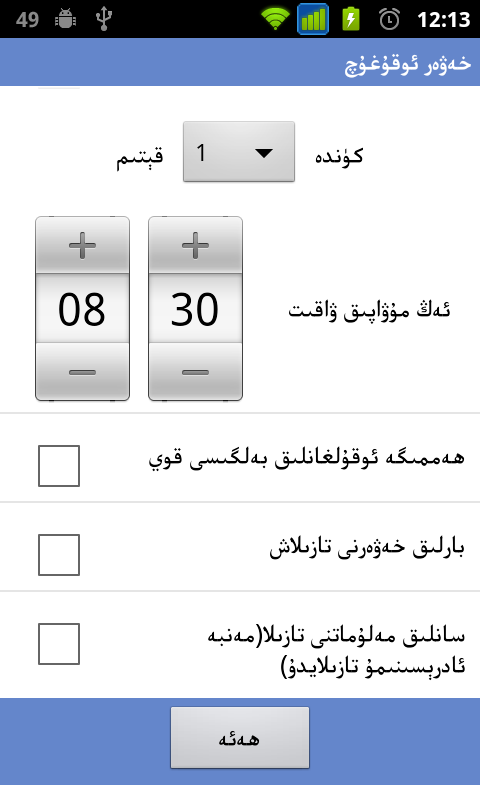 49 12:13
خەۋەر ئوقۇغۇچ
كۈندە 1 قېتىم
ئەڭ مۇۋاپىق ۋاقىت 08 30
ھەممىگە ئوقۇلغانلىق بەلگىسى قوي
بارلىق خەۋەرنى تازىلاش
سانلىق مەلۇماتنى تازىلا(مەنبە
ئادرېسىنىمۇ تازىلايدۇ)
ھەئە